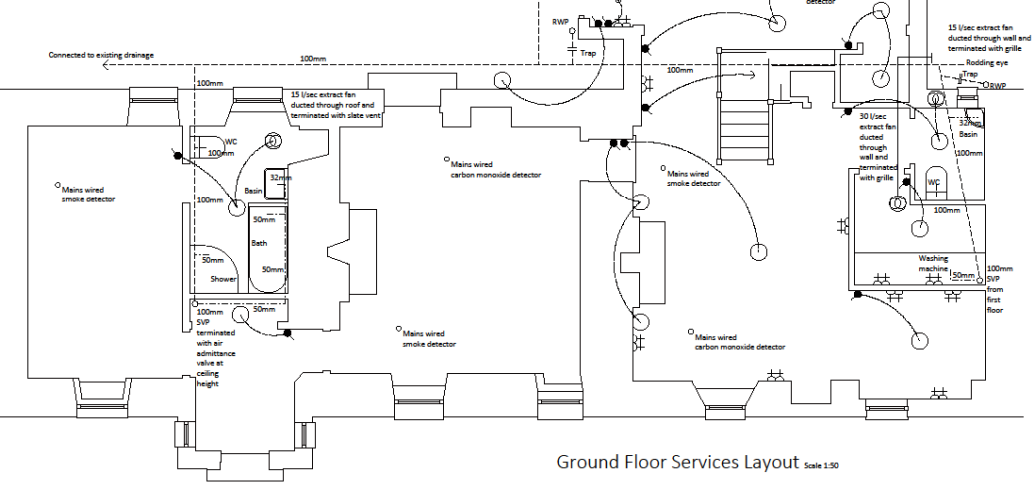 detector
RWP
Trap
15 l/sec extract fan
ducted through wall and
terminated with grille
Rodding eye
Trap
RWP
Connected to existing drainage
100mm
100mm
100mm
15 l/sec extract fan
ducted through roof and
terminated with slate vent
30 l/sec
extract fan
ducted
through
wall and
terminated
with grille
32mm
Basin
100mm
WC
100mm
WC
100mm
Mains wired
carbon monoxide detector
Mains wired
smoke detector
Mains wired
smoke detector
32mm
Basin
100mm
50mm
Bath
50mm
50mm
Shower
50mm
100mm
SVP
terminated
with air
admittance
valve at
ceiling
height
Mains wired
smoke detector
Mains wired
carbon monoxide detector
Washing
machine
50mm
100mm
SVP
from
first
floor
Ground Floor Services Layout Scale 1:50